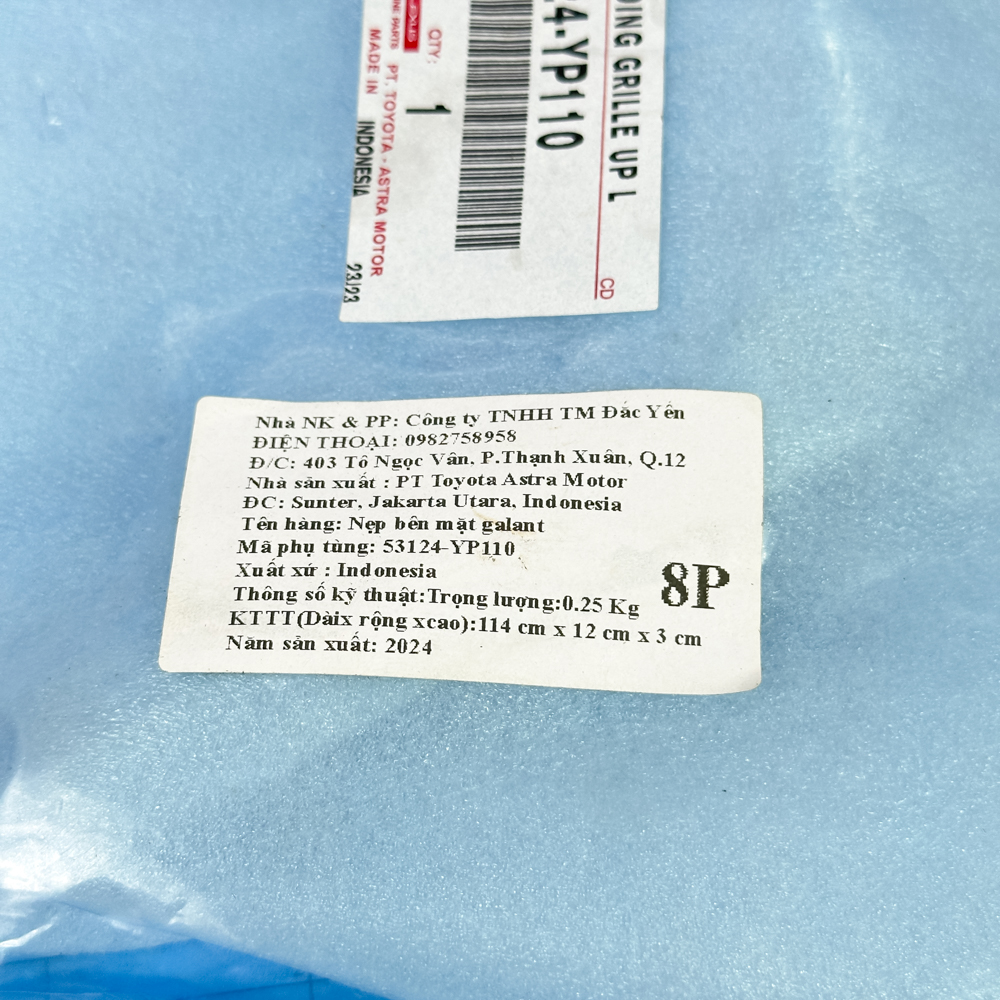 DING GRILLE UP L
CD
4-YP110
QTY:
1
LEXUS
PARTS PT. TOYOTA - ASTRA MOTOR
MADE IN INDONESIA
23J23
Nhà NK & PP: Công ty TNHH TM Đắc Yến
ĐIỆN THOẠI: 0982758958
Đ/C: 403 Tô Ngọc Vân, P.Thạnh Xuân, Q.12
Nhà sản xuất : PT Toyota Astra Motor
ĐC: Sunter, Jakarta Utara, Indonesia
Tên hàng: Nẹp bên mặt galant
Mã phụ tùng: 53124-YP110
Xuất xứ : Indonesia
Thông số kỹ thuật:Trọng lượng:0.25 Kg
KTTT(Dàix rộng xcao):114 cm x 12 cm x 3 cm
Năm sản xuất: 2024
8P